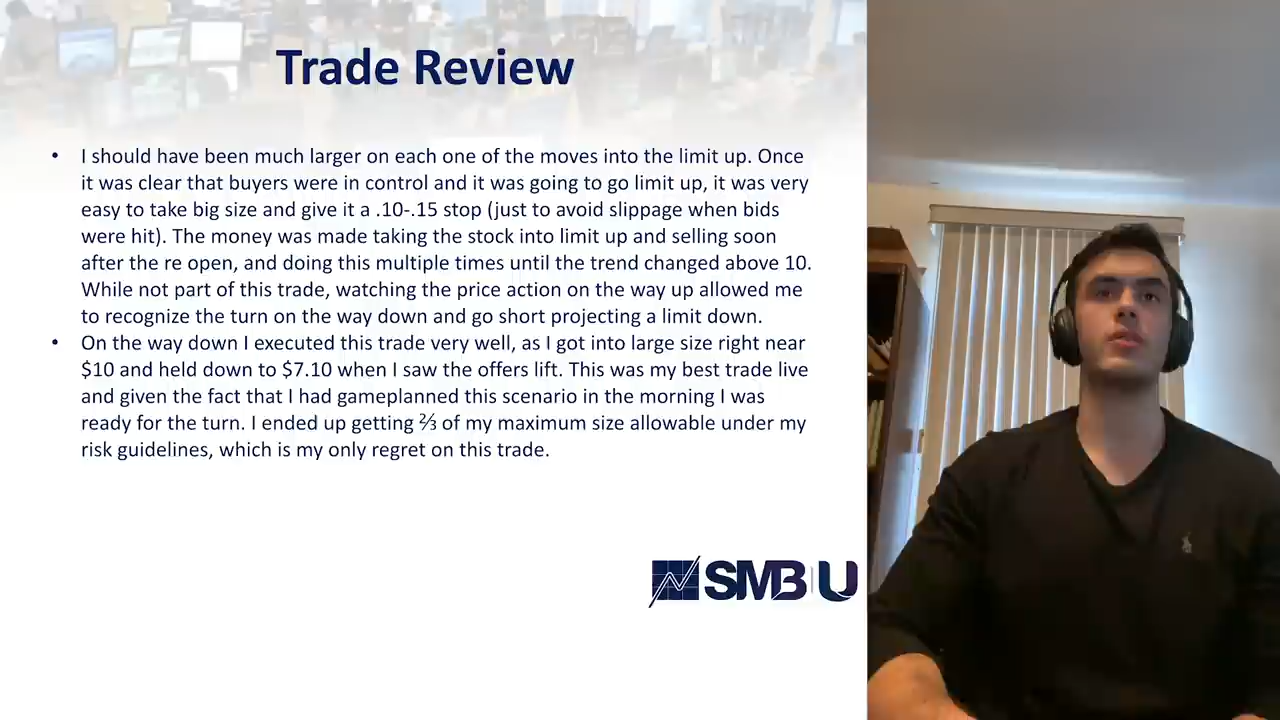 Trade Review
• I should have been much larger on each one of the moves into the limit up. Once
it was clear that buyers were in control and it was going to go limit up, it was very
easy to take big size and give it a .10-.15 stop (just to avoid slippage when bids
were hit). The money was made taking the stock into limit up and selling soon
after the re open, and doing this multiple times until the trend changed above 10.
While not part of this trade, watching the price action on the way up allowed me
to recognize the turn on the way down and go short projecting a limit down.
• On the way down I executed this trade very well, as I got into large size right near
$10 and held down to $7.10 when I saw the offers lift. This was my best trade live
and given the fact that I had gameplanned this scenario in the morning I was
ready for the turn. I ended up getting ⅔ of my maximum size allowable under my
risk guidelines, which is my only regret on this trade.
SMB U